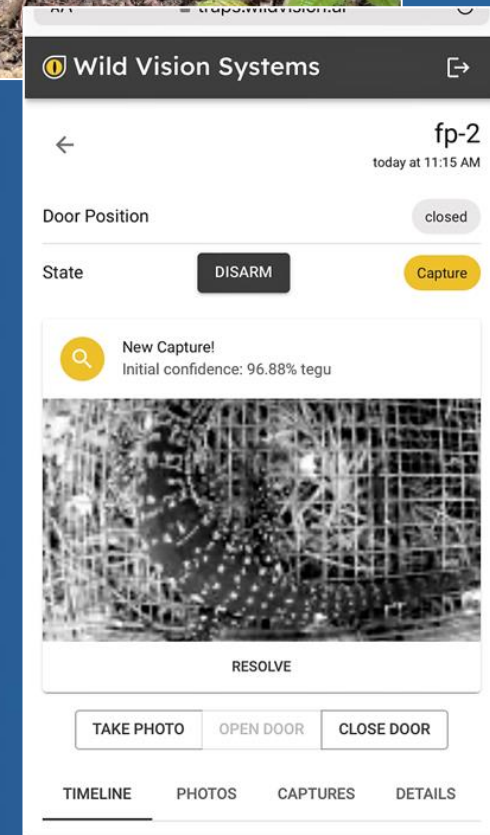 Wild Vision Systems
fp-2
today at 11:15 AM
Door Position
closed
State
DISARM
Capture
New Capture!
Initial confidence: 96.88% tegu
RESOLVE
TAKE PHOTO
OPEN DOOR
CLOSE DOOR
TIMELINE
PHOTOS
CAPTURES
DETAILS